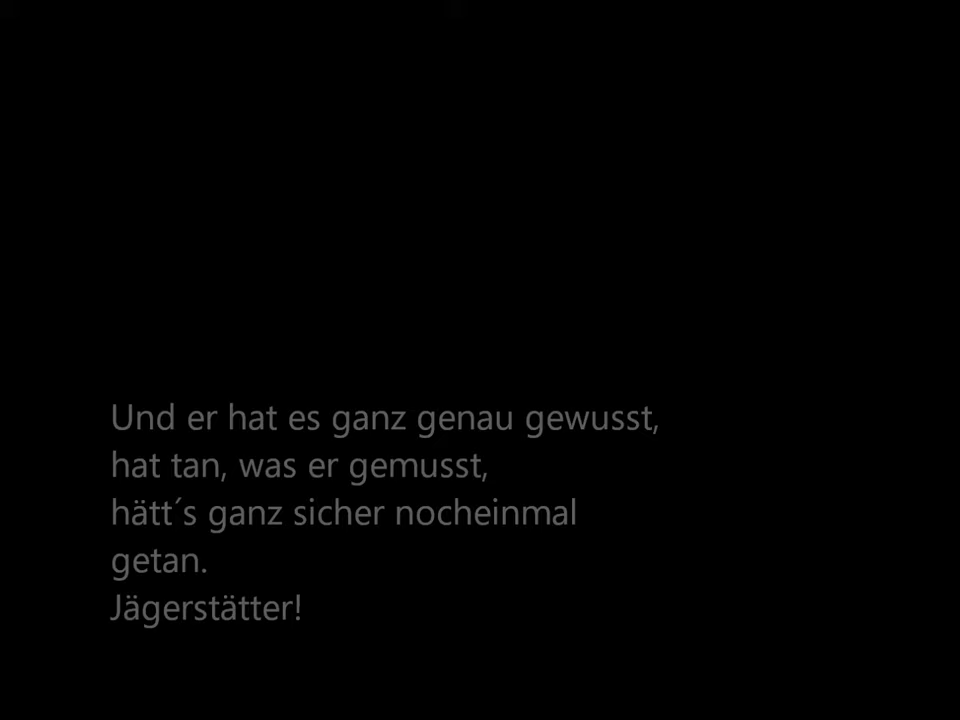 Und er hat es ganz genau gewusst,
hat tan, was er gemusst,
hätt´s ganz sicher nocheinmal
getan.
Jägerstätter!